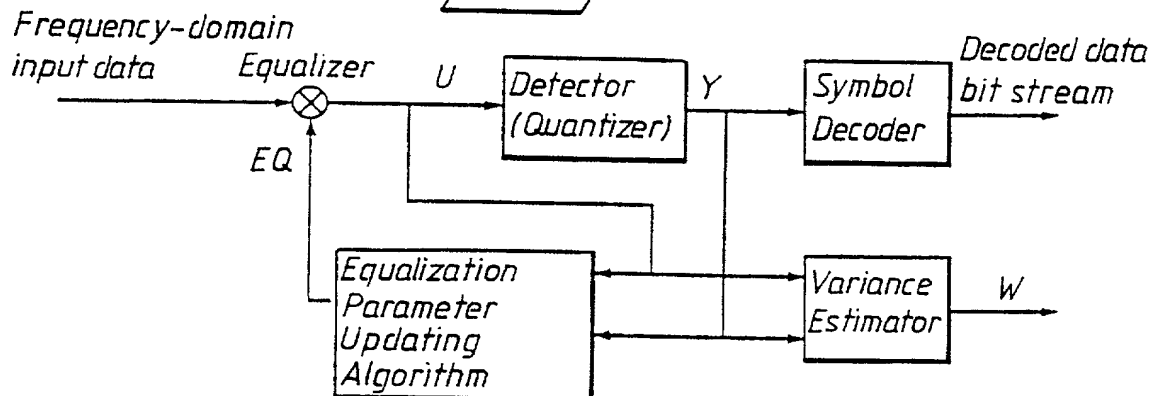 Frequency-domain
input data
Equalizer
U
Detector
(Quantizer)
Y
Symbol
Decoder
Decoded data
bit stream
EQ
Equalization
Parameter
Updating
Algorithm
Variance
Estimator
W